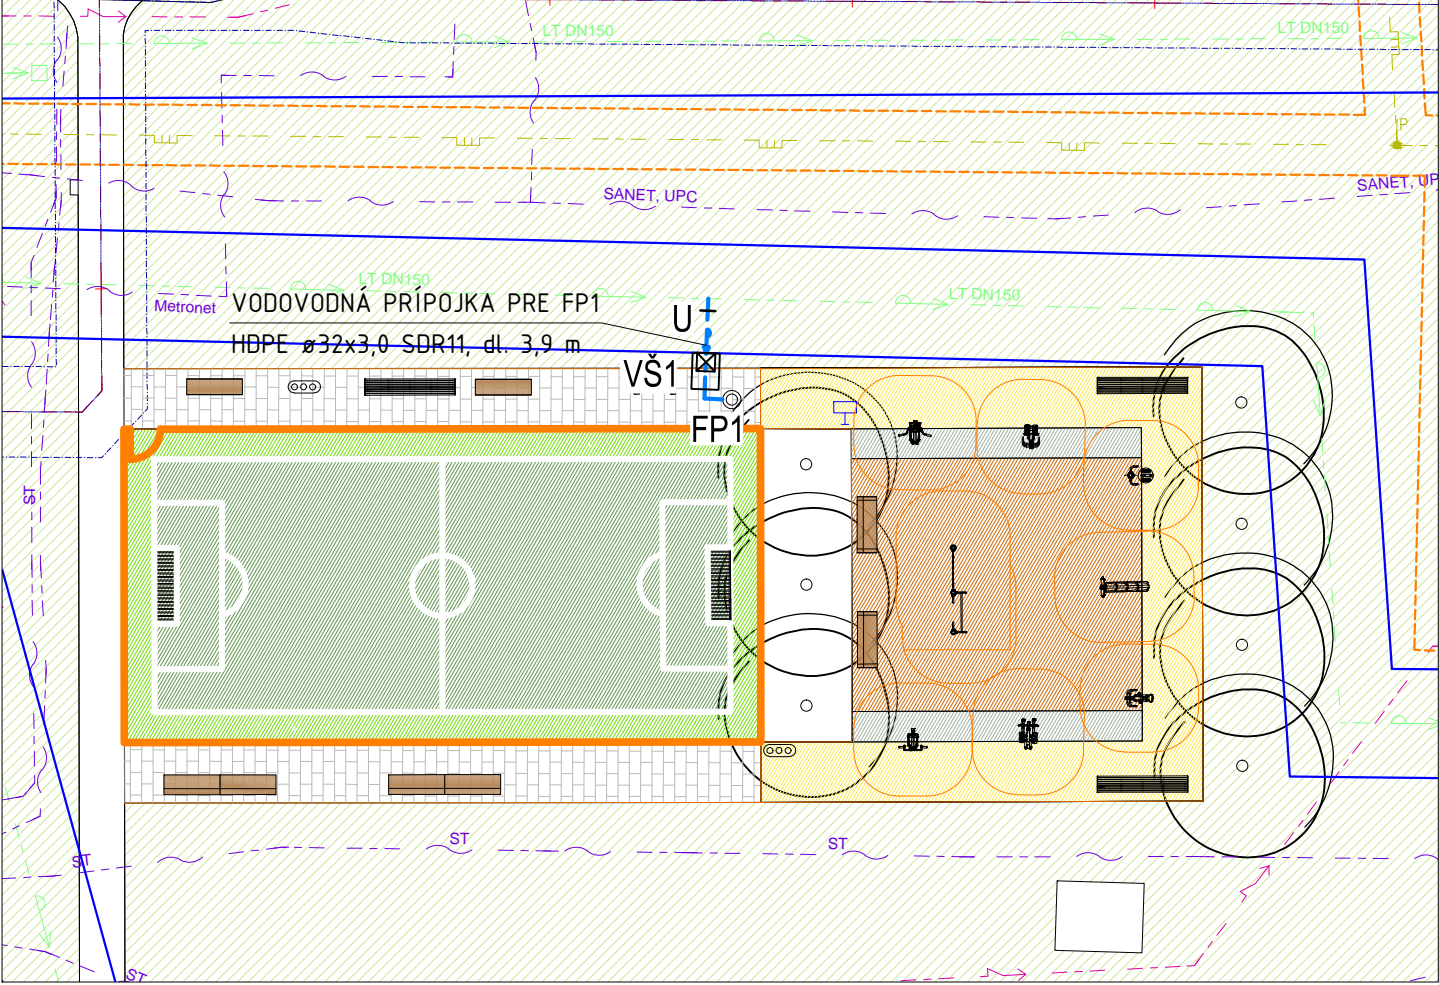 LT DN150
LT DN150
P
SANET, UPC
SANET, UP
LT DN150
LT DN150
Metronet
VODOVODNÁ PRÍPOJKA PRE FP1
HDPE ø32x3,0 SDR11, dl. 3,9 m
U
VŠ1
FP1
ST
ST
ST
ST
ST